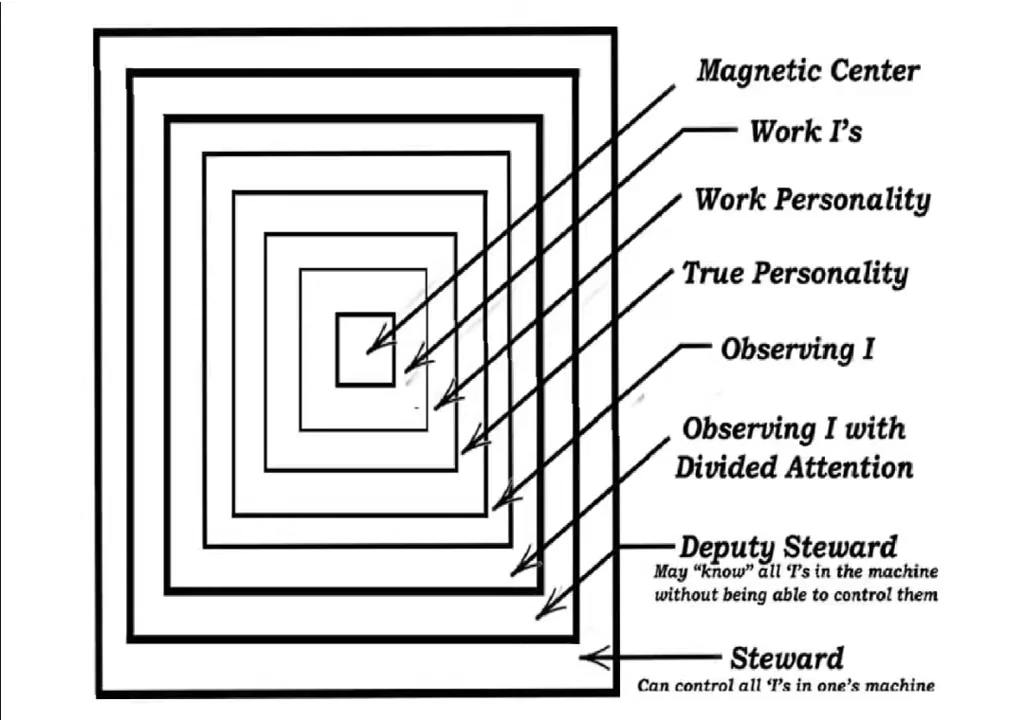 Magnetic Center
Work I's
Work Personality
True Personality
Observing I
Observing I with
Divided Attention
Deputy Steward
May “know” all ‘I’s in the machine
without being able to control them
Steward
Can control all ‘I’s in one's machine